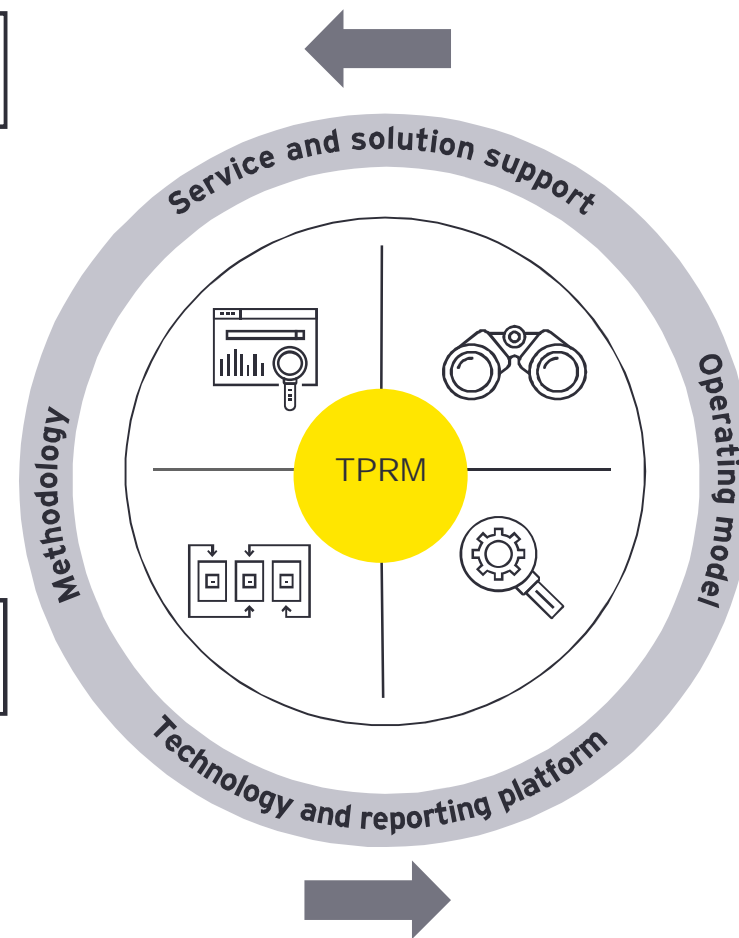 Service and solution support
Methodology
Operating model
TPRM
Technology and reporting platform